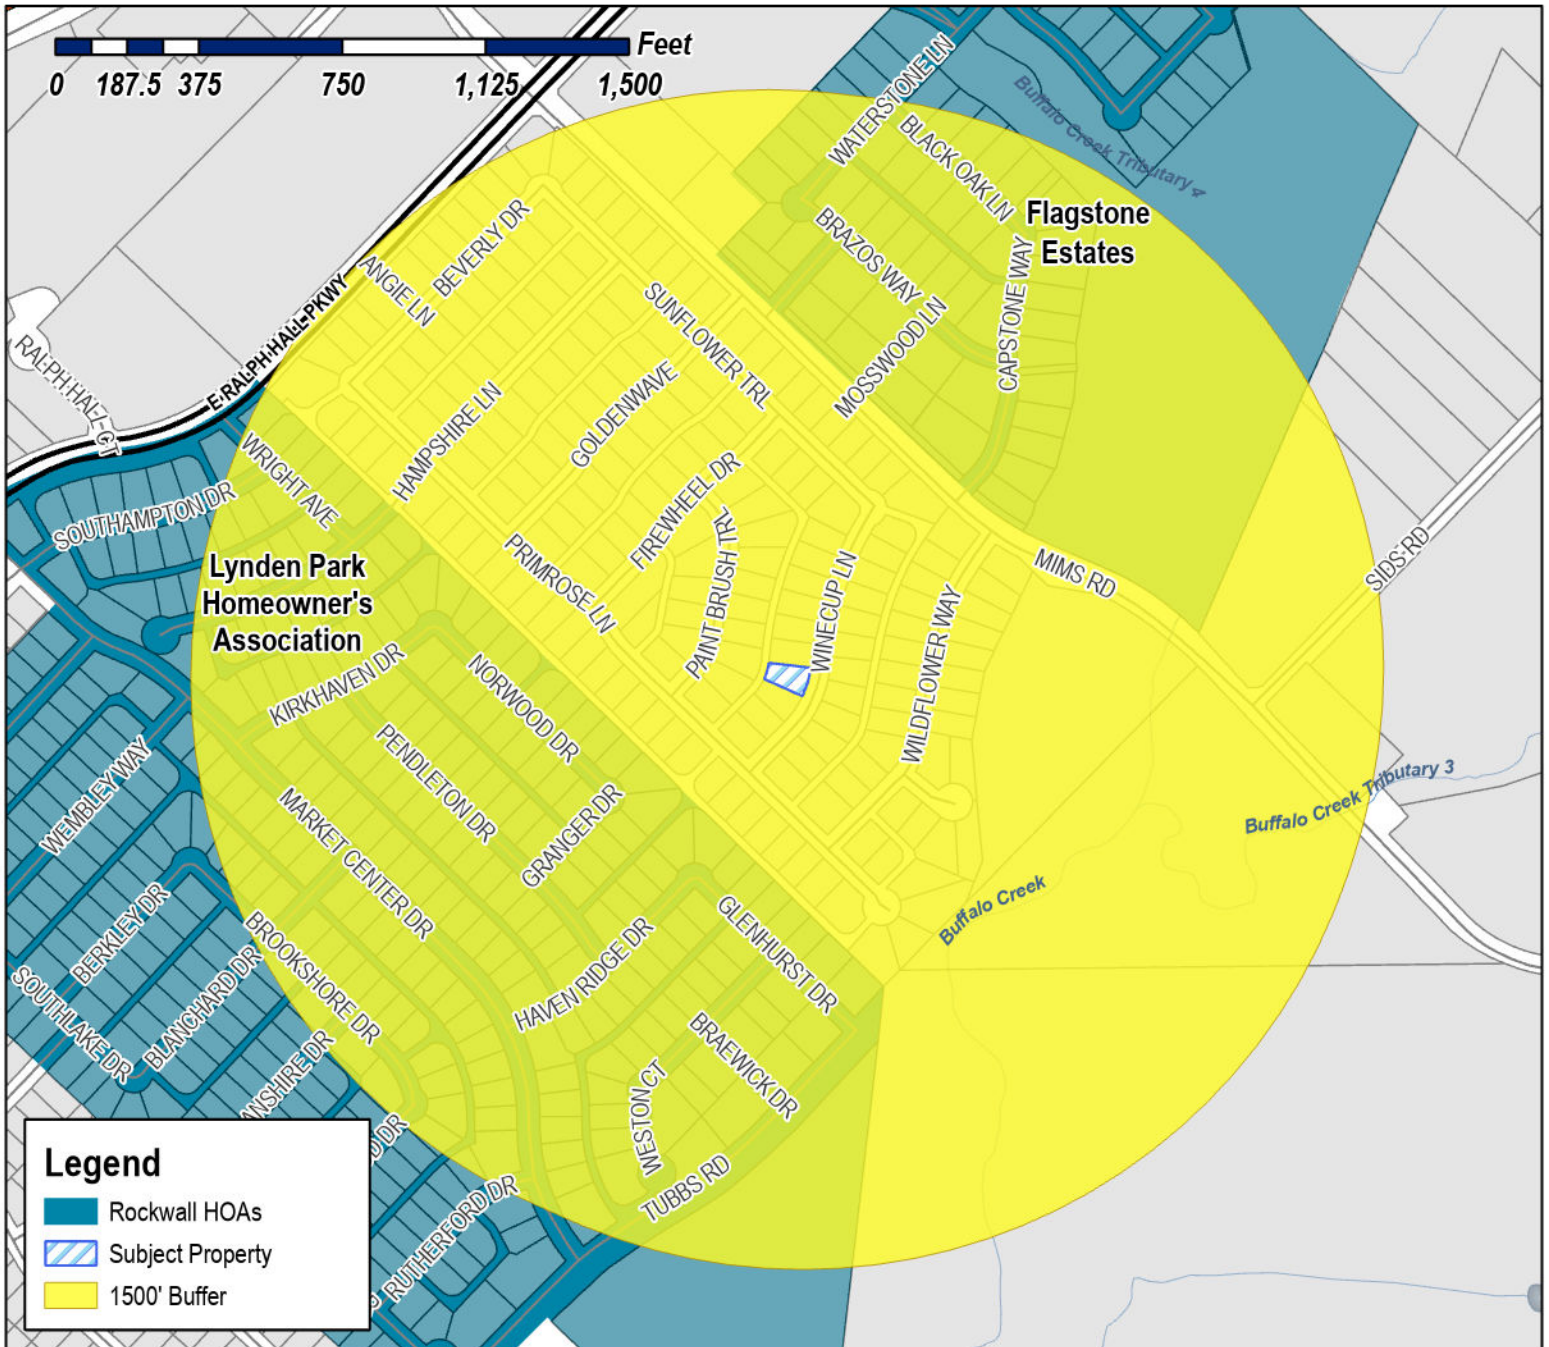 Feet
0 187.5 375 750 1,125 1,500
WATERSTONE LN
BLACK OAK LN
Buffalo Creek Tributary 4
Flagstone
Estates
BRAZOS WAY
CAPSTONE WAY
MOSSWOOD LN
BEVERLY DR
ANGIE LN
E RALPH HALL PKWY
RALPH HALL CT
SUNFLOWER TRL
HAMPSHIRE LN
GOLDENWAVE
FIREWHEEL DR
WRIGHT AVE
SOUTHAMPTON DR
Lynden Park
Homeowner's
Association
PRIMROSE LN
PAINT BRUSH TRL
WINECUP LN
WILDFLOWER WAY
MIMS RD
SIDS RD
KIRKHAVEN DR
NORWOOD DR
PENDLETON DR
GRANGER DR
WEMBLEY WAY
MARKET CENTER DR
Buffalo Creek Tributary 3
Buffalo Creek
BERKLEY DR
BROOKSHORE DR
BLANCHARD DR
SOUTHLAKE DR
HAVEN RIDGE DR
GLENHURST DR
BRAEWICK DR
WESTON CT
TUBBS RD
ANSHIRE DR
D DR
RUTHERFORD DR
Legend
Rockwall HOAs
Subject Property
1500' Buffer